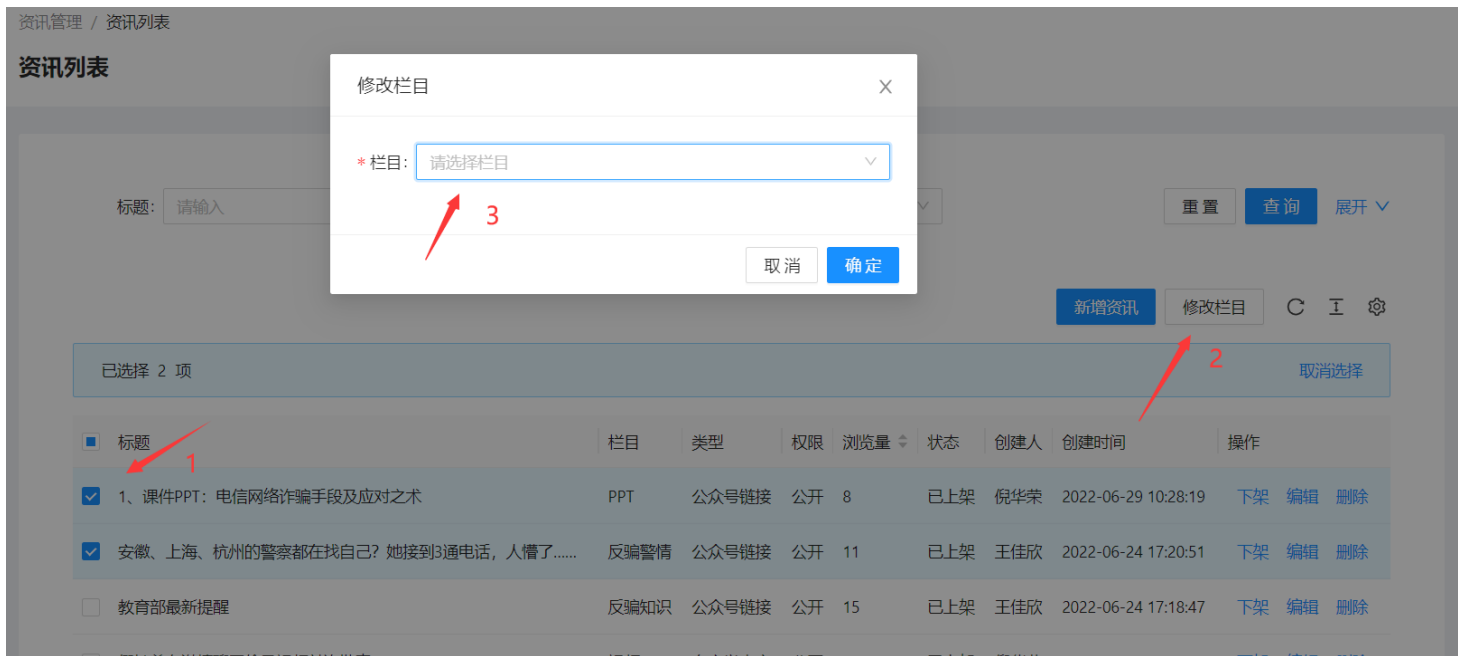 资讯管理 / 资讯列表
资讯列表
修改栏目
* 栏目: 请选择栏目
3
标题: 请输入
重置 查询 展开
取消 确定
新增资讯 修改栏目
2
已选择 2 项 取消选择
标题 栏目 类型 权限 浏览量 状态 创建人 创建时间 操作
1
1、课件PPT：电信网络诈骗手段及应对之术 PPT 公众号链接 公开 8 已上架 倪华荣 2022-06-29 10:28:19 下架 编辑 删除
安徽、上海、杭州的警察都在找自己？她接到3通电话，人懵了...... 反骗警情 公众号链接 公开 11 已上架 王佳欣 2022-06-24 17:20:51 下架 编辑 删除
教育部最新提醒 反骗知识 公众号链接 公开 15 已上架 王佳欣 2022-06-24 17:18:47 下架 编辑 删除